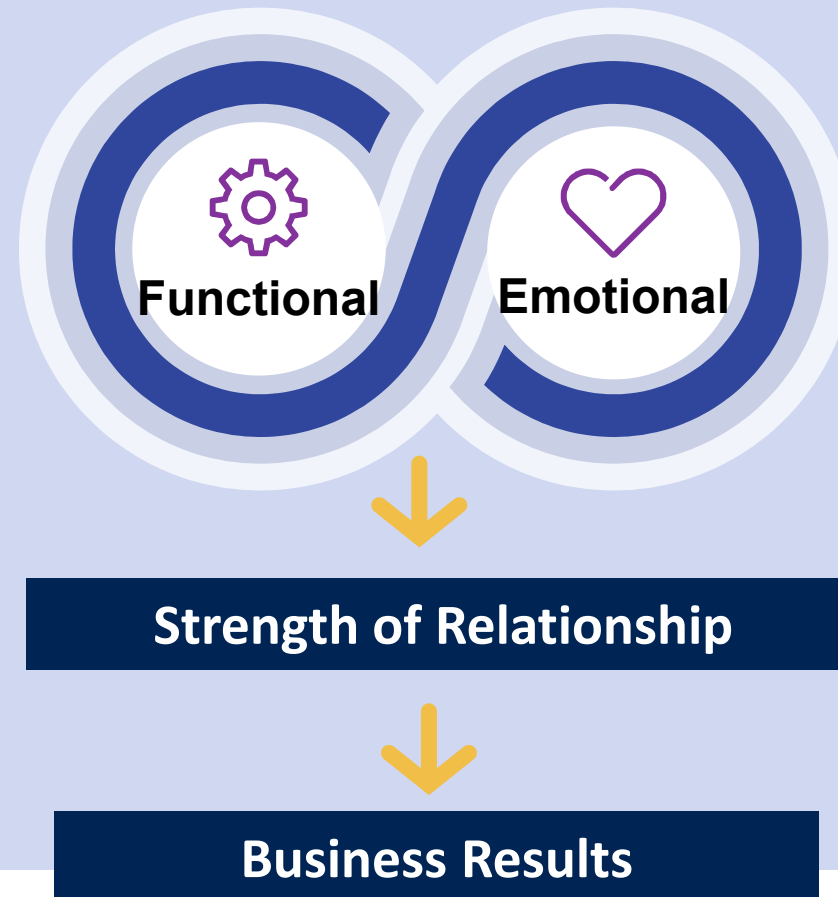 Functional
Emotional
Strength of Relationship
Business Results